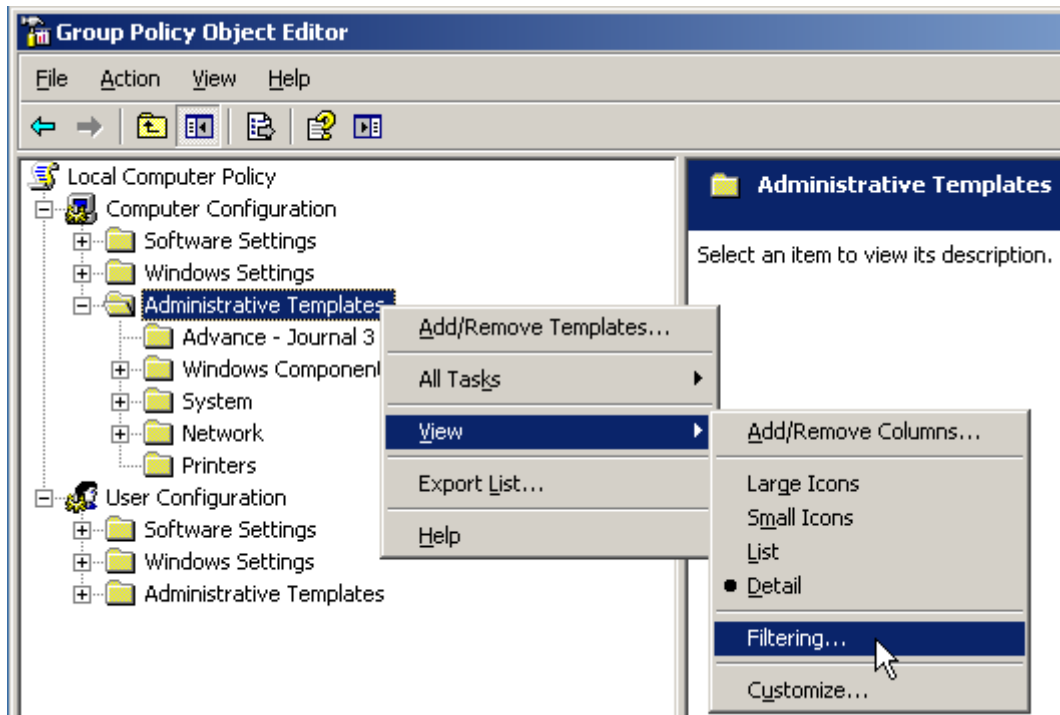 Group Policy Object Editor
File Action View Help
Local Computer Policy
Computer Configuration
Software Settings
Windows Settings
Administrative Templates
Advance - Journal 3
Windows Component
System
Network
Printers
User Configuration
Software Settings
Windows Settings
Administrative Templates
Add/Remove Templates...
All Tasks
View
Export List...
Help
Add/Remove Columns...
Large Icons
Small Icons
List
Detail
Filtering...
Customize...
Administrative Templates
Select an item to view its description.